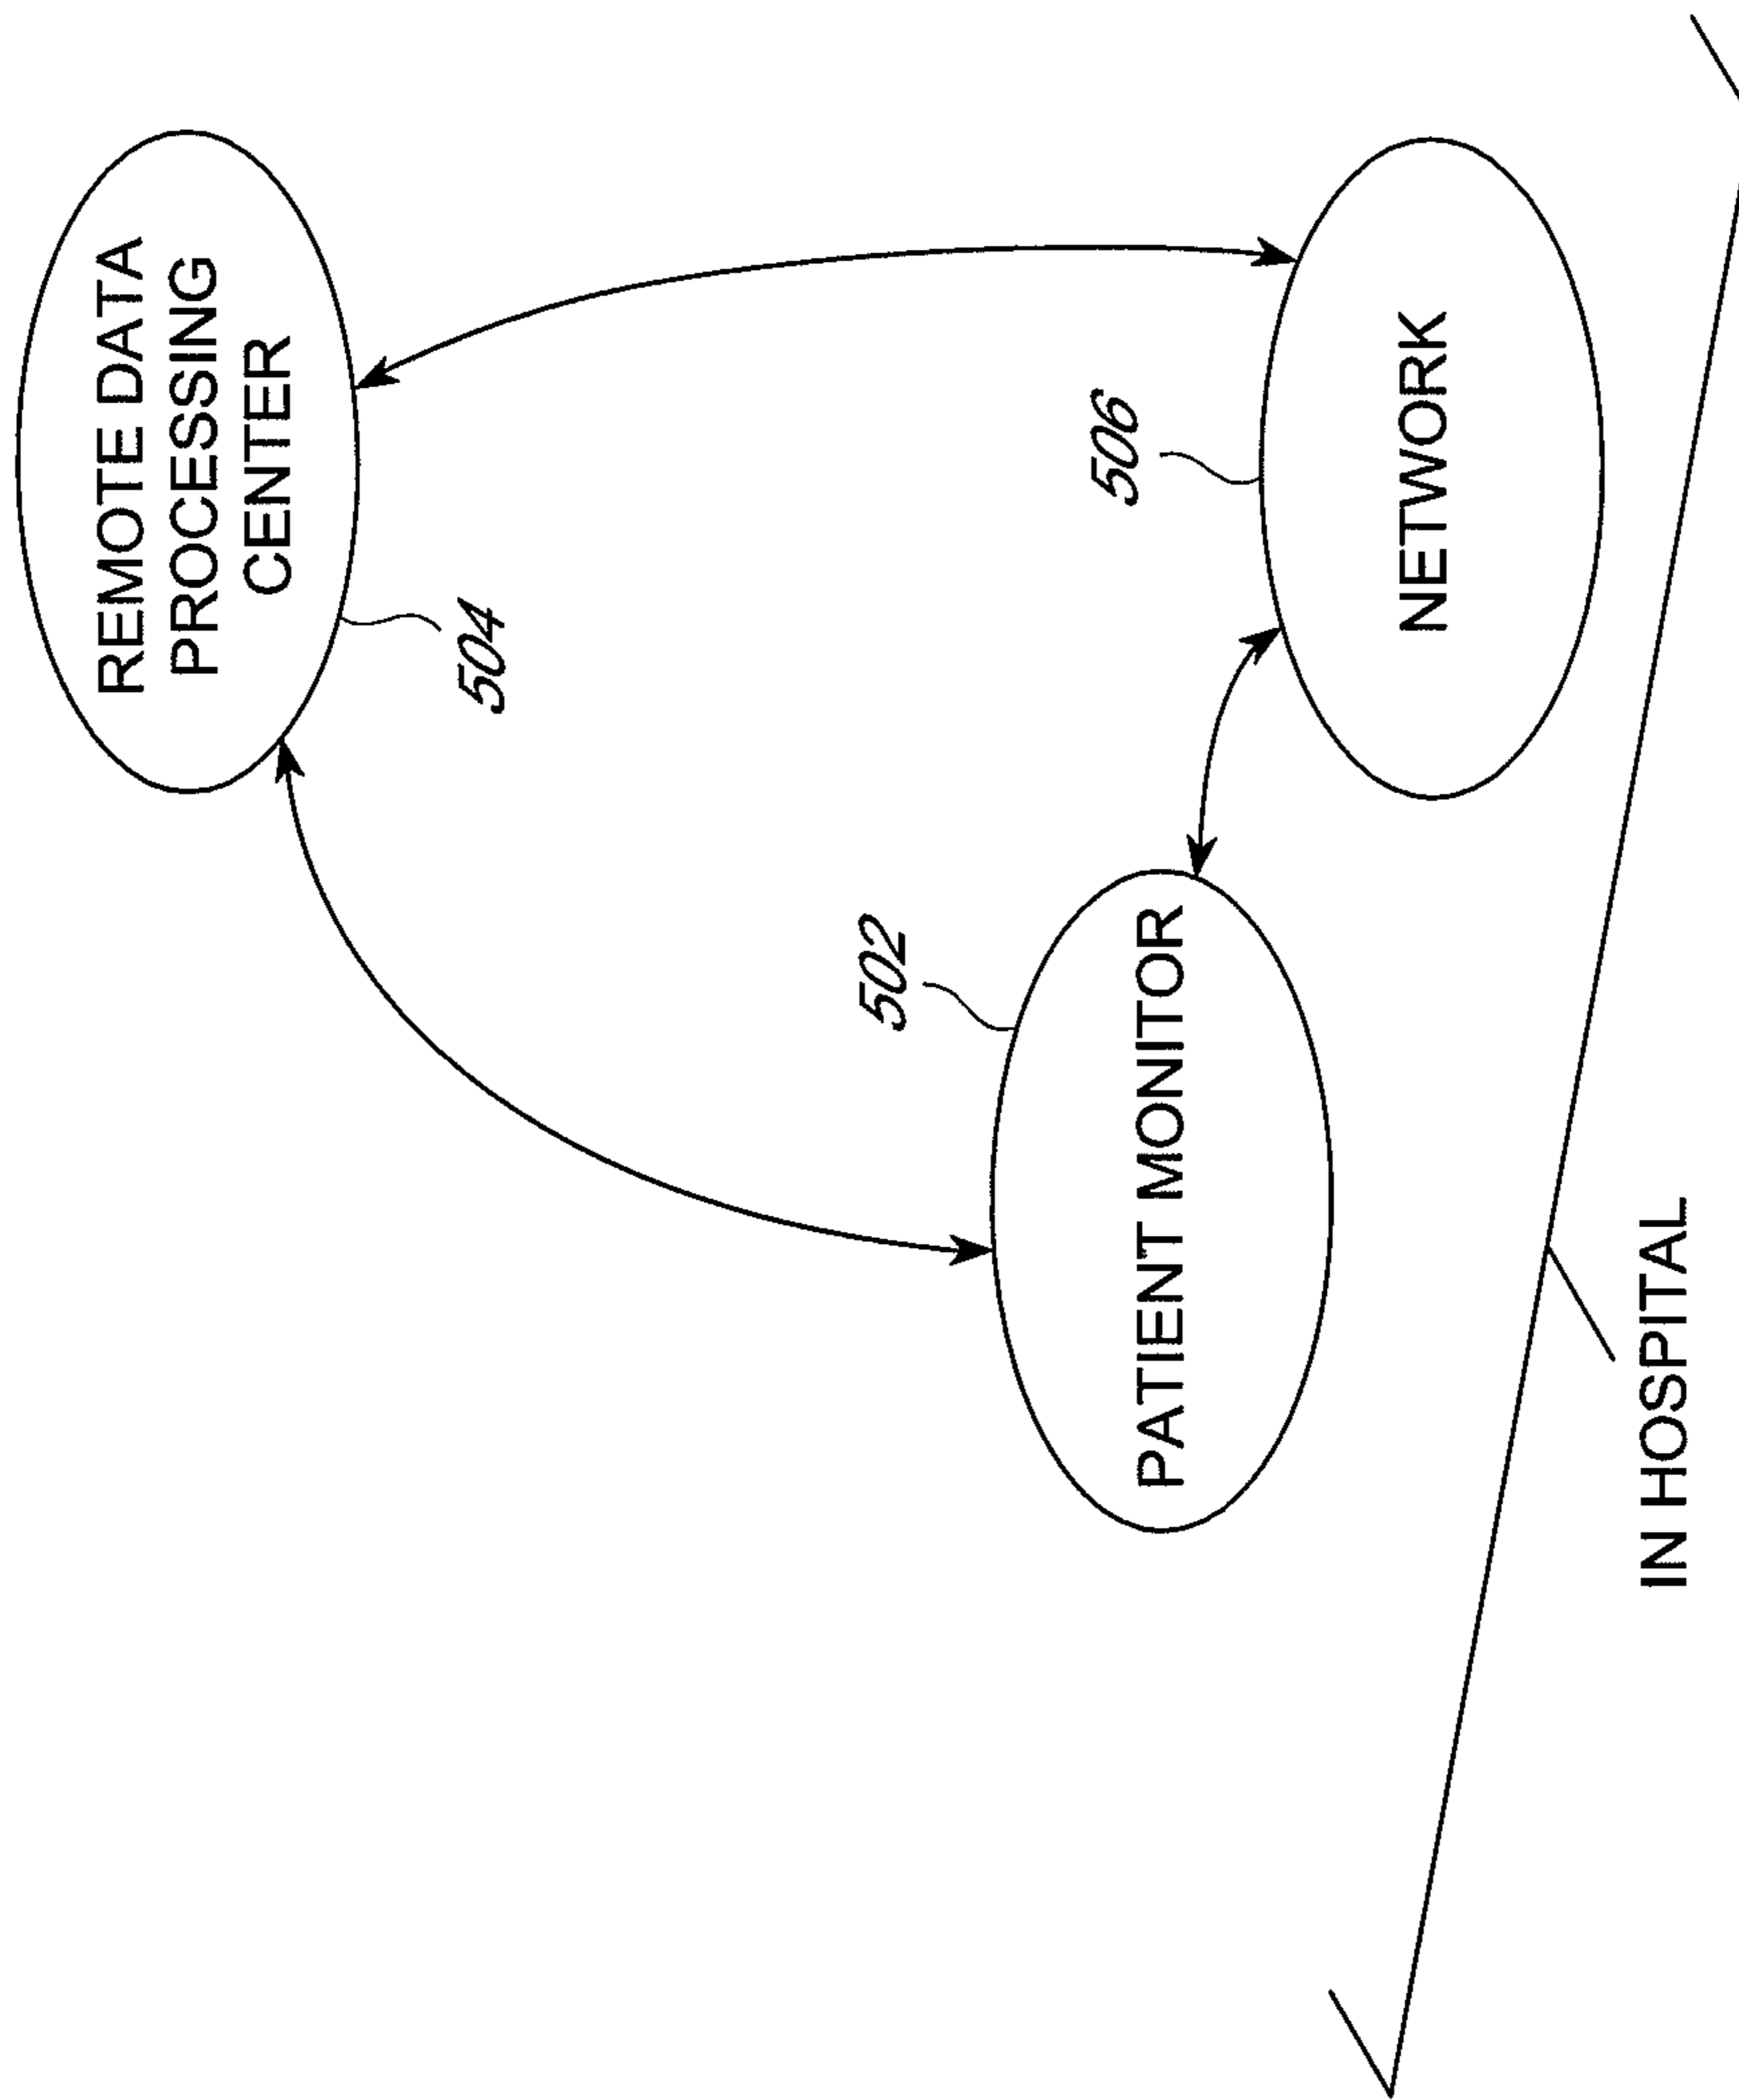 REMOTE DATA
PROCESSING
CENTER
504
502
PATIENT MONITOR
506
NETWORK
IN HOSPITAL